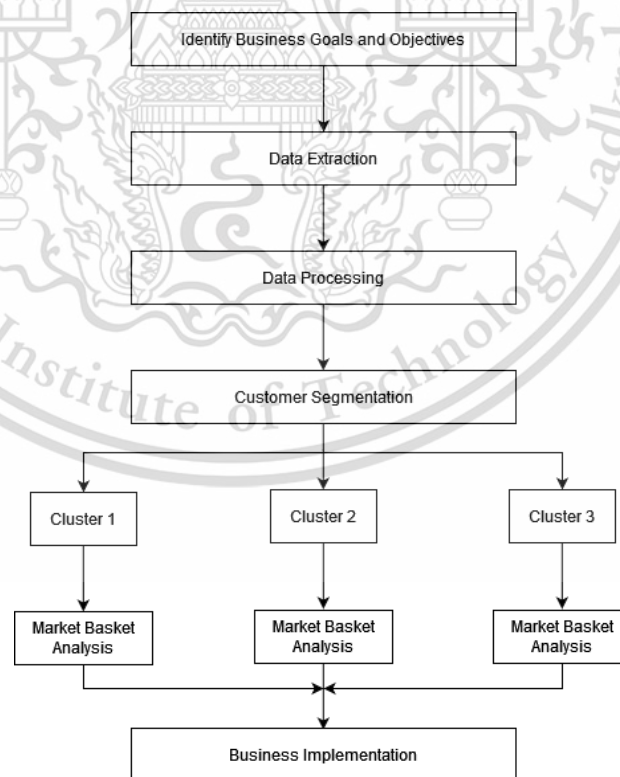 Identify Business Goals and Objectives
Data Extraction
Data Processing
Institute of Technology Ladkr
Customer Segmentation
Cluster 1
Cluster 2
Cluster 3
Market Basket
Analysis
Market Basket
Analysis
Market Basket
Analysis
Business Implementation